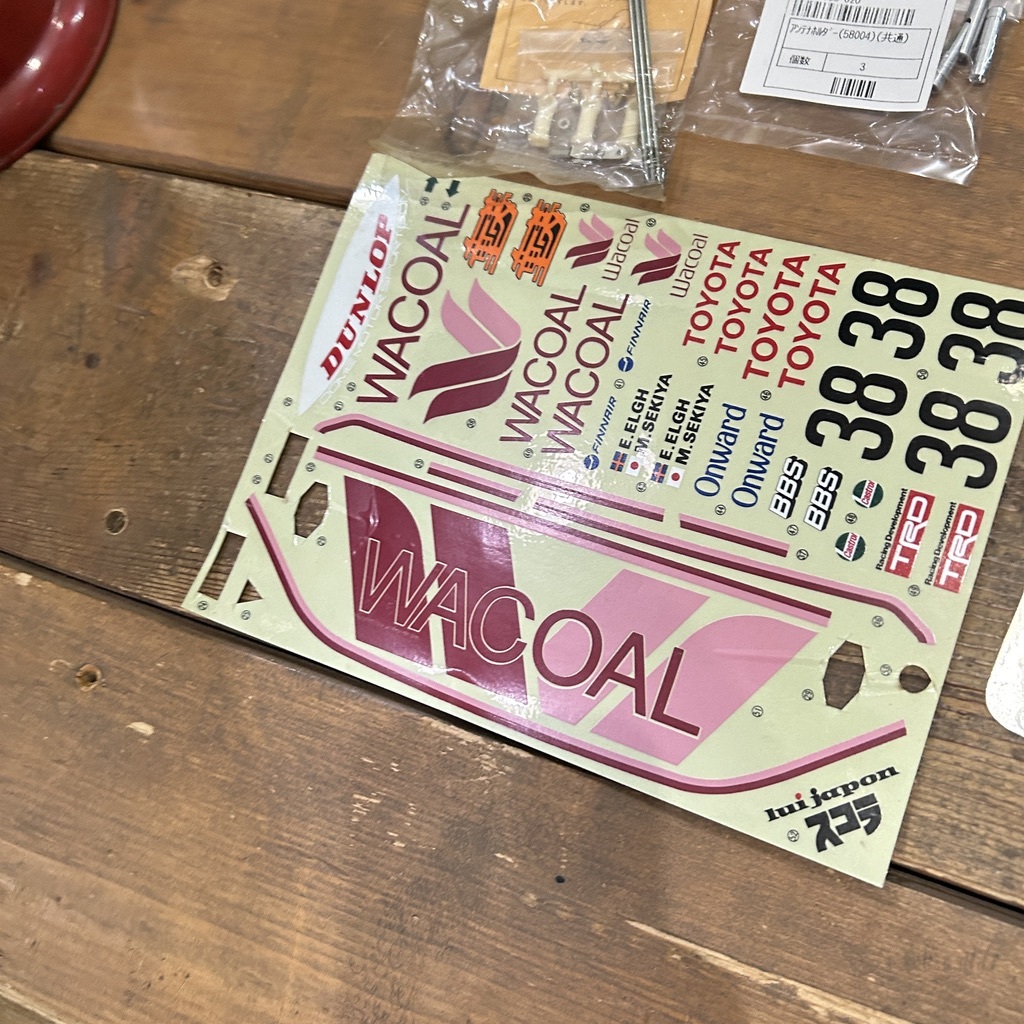 アンテナホルダー(58004)(共通)
個数 3
DUNLOP
WACOAL
Wacoal
Wacoal
WACOAL
WACOAL
FINNAIR
FINNAIR
E.ELGH
M.SEKIYA
E.ELGH
M.SEKIYA
TOYOTA
TOYOTA
TOYOTA
TOYOTA
Onward
Onward
38
38
38
38
BBS
BBS
Castrol
Castrol
Racing Development
TRD
Racing Development
TRD
WACOAL
lui japon
スコラ